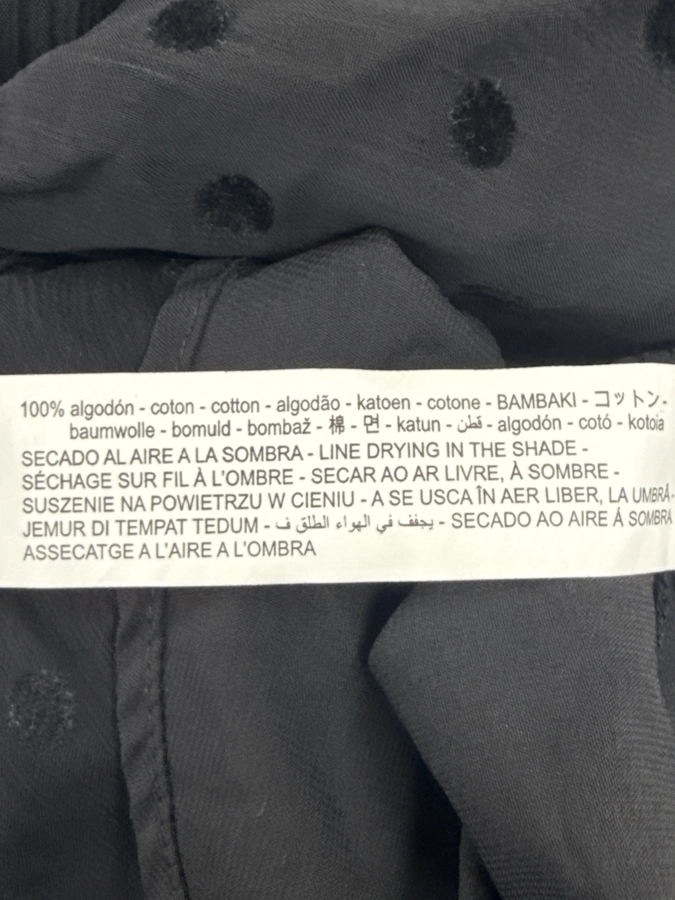 100% algodón - coton - cotton - algodão - katoen - cotone - BAMBAKI - コットン-
baumwolle - bomuld - bombaž - 棉 - 면 - katun - قطن - algodón - cotó - kotoia
SECADO AL AIRE A LA SOMBRA - LINE DRYING IN THE SHADE -
SÉCHAGE SUR FIL À L'OMBRE - SECAR AO AR LIVRE, À SOMBRE -
SUSZENIE NA POWIETRZU W CIENIU - A SE USCA ÎN AER LIBER, LA UMBRĂ-
JEMUR DI TEMPAT TEDUM - يجفف في الهواء الطلق ف - SECADO AO AIRE Á SOMBRA
ASSECATGE A L'AIRE A L'OMBRA